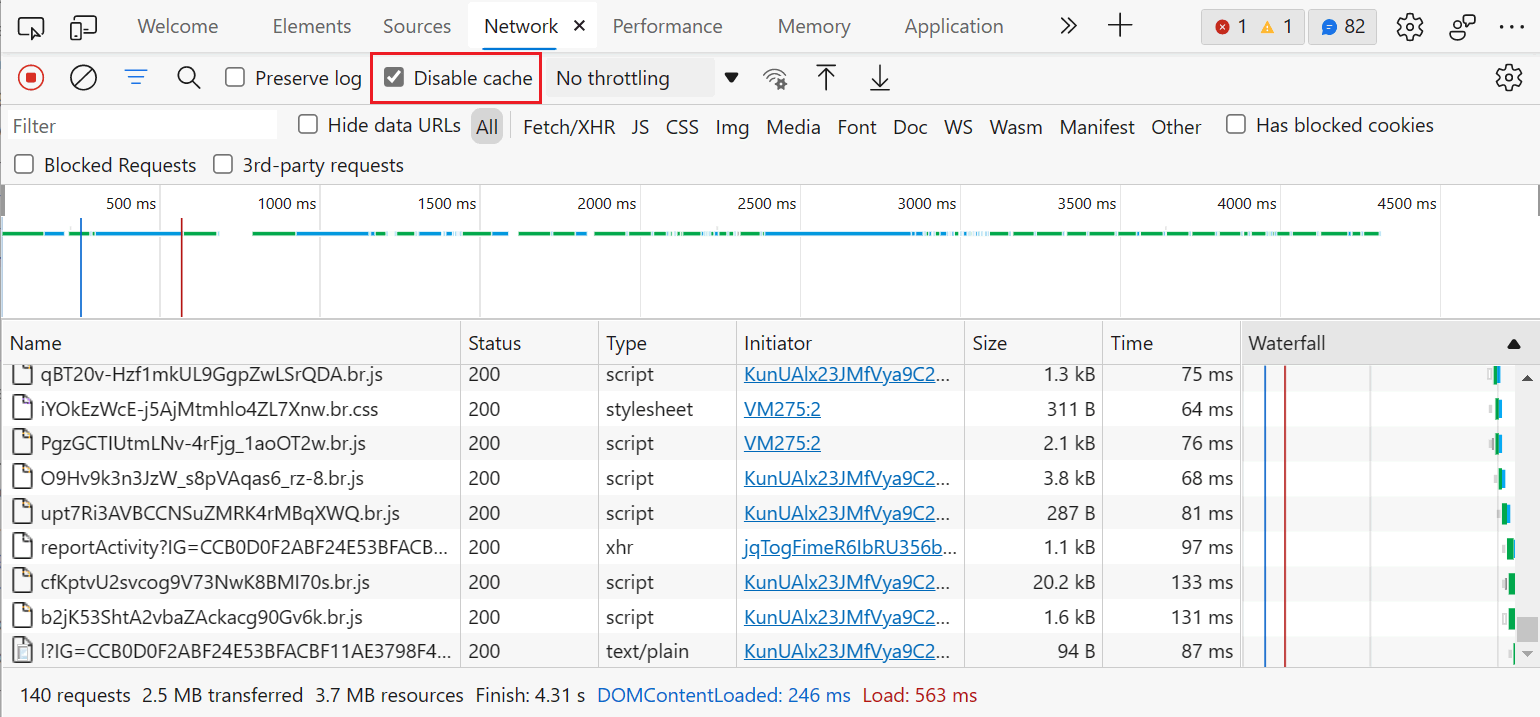 Welcome Elements Sources Network × Performance Memory Application 1 1 82
Preserve log Disable cache No throttling
Filter Hide data URLs All Fetch/XHR JS CSS Img Media Font Doc WS Wasm Manifest Other Has blocked cookies
Blocked Requests 3rd-party requests
500 ms 1000 ms 1500 ms 2000 ms 2500 ms 3000 ms 3500 ms 4000 ms 4500 ms
Name Status Type Initiator Size Time Waterfall
qBT20v-Hzf1mkUL9GgpZwLSrQDA.br.js 200 script KunUAlx23JMfVya9C2... 1.3 kB 75 ms
iYOkEzWcE-j5AjMtmhlo4ZL7Xnw.br.css 200 stylesheet VM275:2 311 B 64 ms
PgzGCTIUtmLNv-4rFjg_1aoOT2w.br.js 200 script VM275:2 2.1 kB 76 ms
O9Hv9k3n3JzW_s8pVAqas6_rz-8.br.js 200 script KunUAlx23JMfVya9C2... 3.8 kB 68 ms
upt7Ri3AVBCCNSuZMRK4rMBqXWQ.br.js 200 script KunUAlx23JMfVya9C2... 287 B 81 ms
reportActivity?IG=CCB0D0F2ABF24E53BFACB... 200 xhr jqTogFimeR6IbRU356b... 1.1 kB 97 ms
cfKptvU2svcog9V73NwK8BMI70s.br.js 200 script KunUAlx23JMfVya9C2... 20.2 kB 133 ms
b2jK53ShtA2vbaZAckacg90Gv6k.br.js 200 script KunUAlx23JMfVya9C2... 1.6 kB 131 ms
l?IG=CCB0D0F2ABF24E53BFACBF11AE3798F4... 200 text/plain KunUAlx23JMfVya9C2... 94 B 87 ms
140 requests 2.5 MB transferred 3.7 MB resources Finish: 4.31 s DOMContentLoaded: 246 ms Load: 563 ms